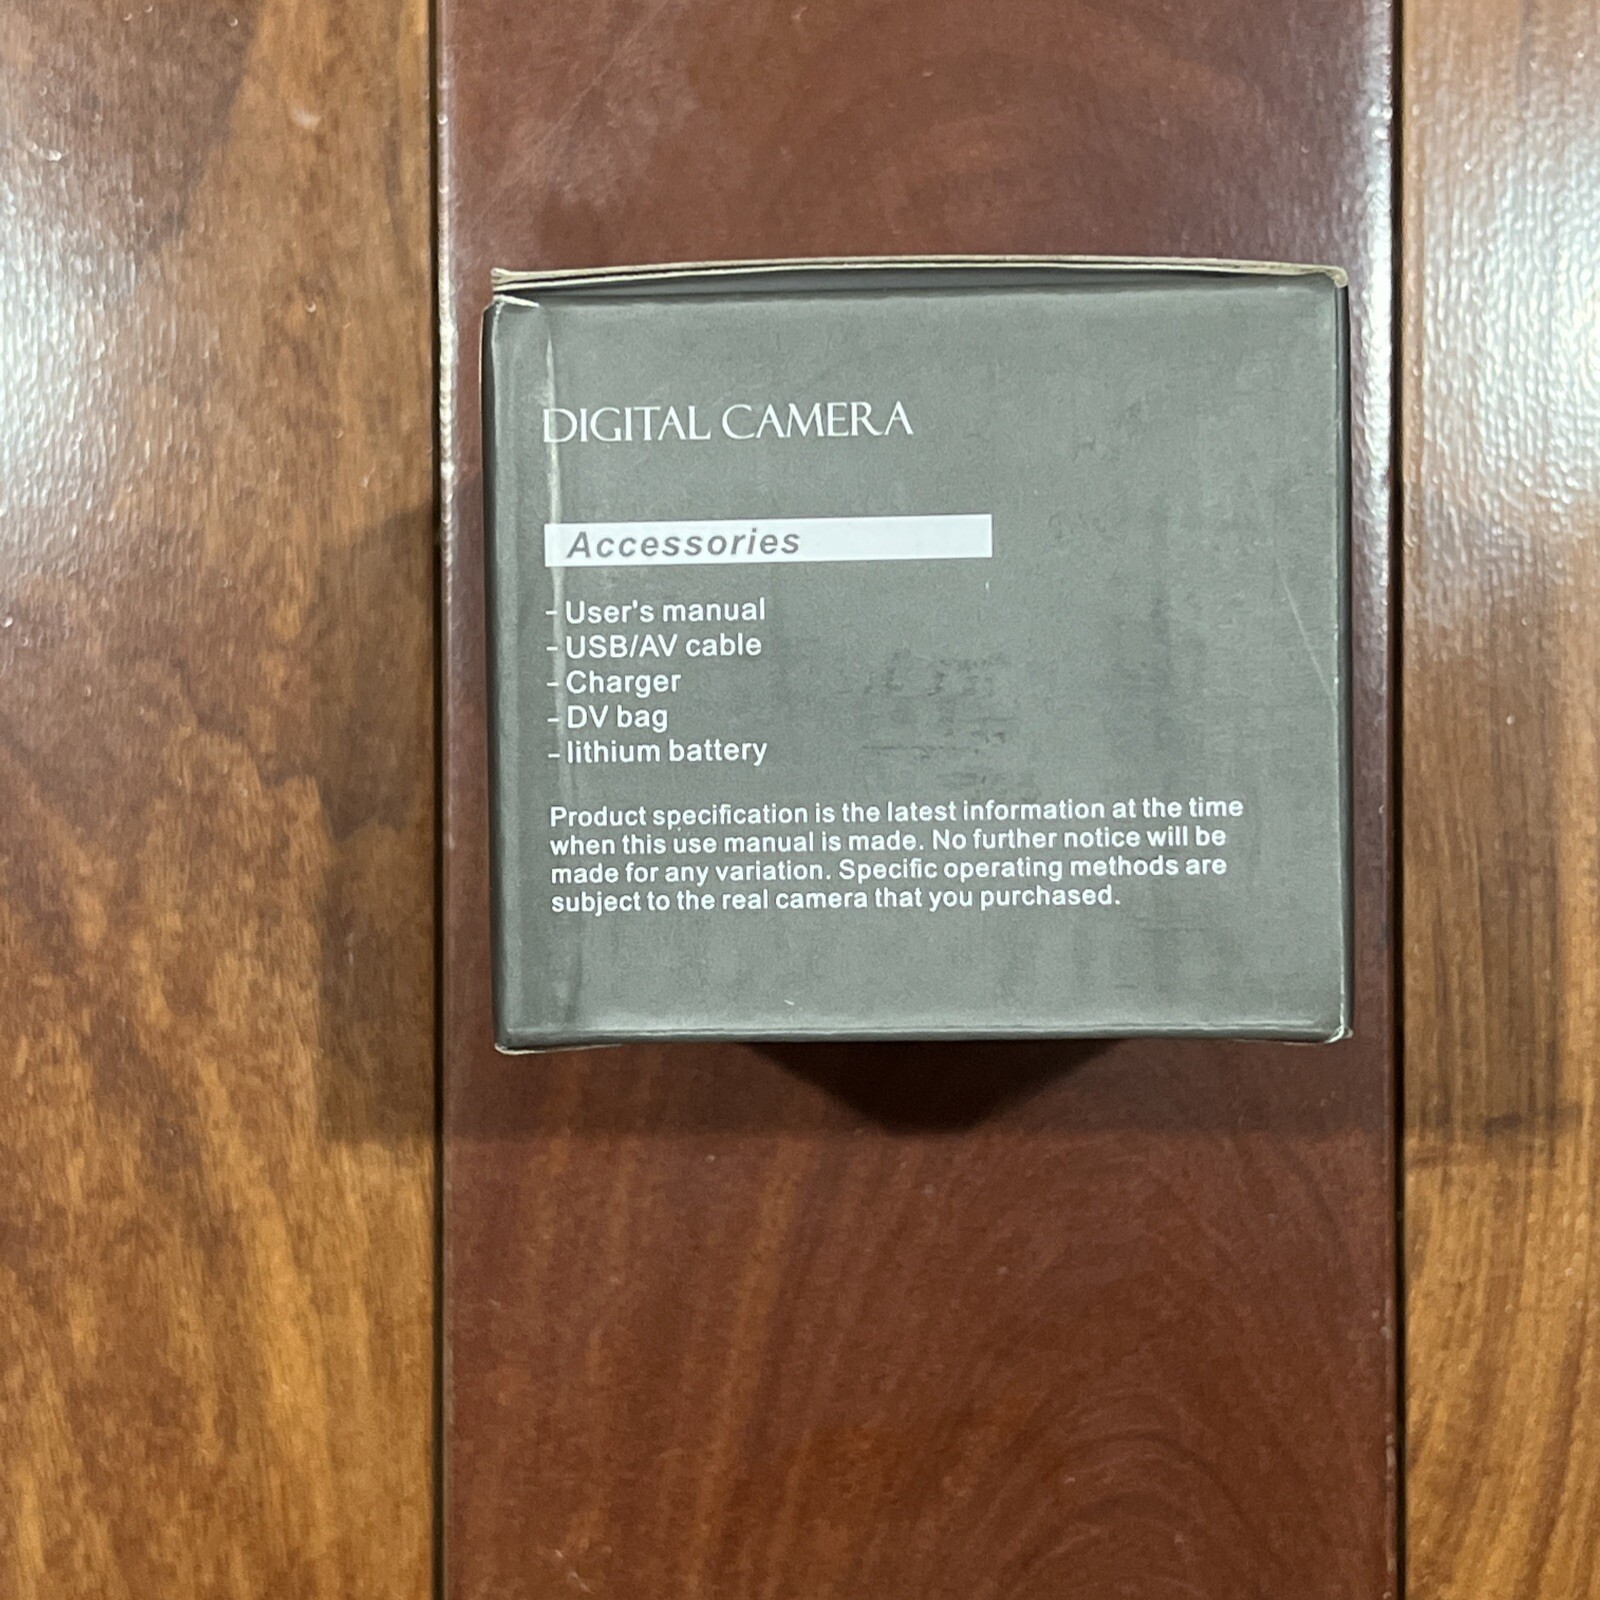 DIGITAL CAMERA
Accessories
- User's manual
- USB/AV cable
- Charger
- DV bag
- lithium battery
Product specification is the latest information at the time
when this use manual is made. No further notice will be
made for any variation. Specific operating methods are
subject to the real camera that you purchased.